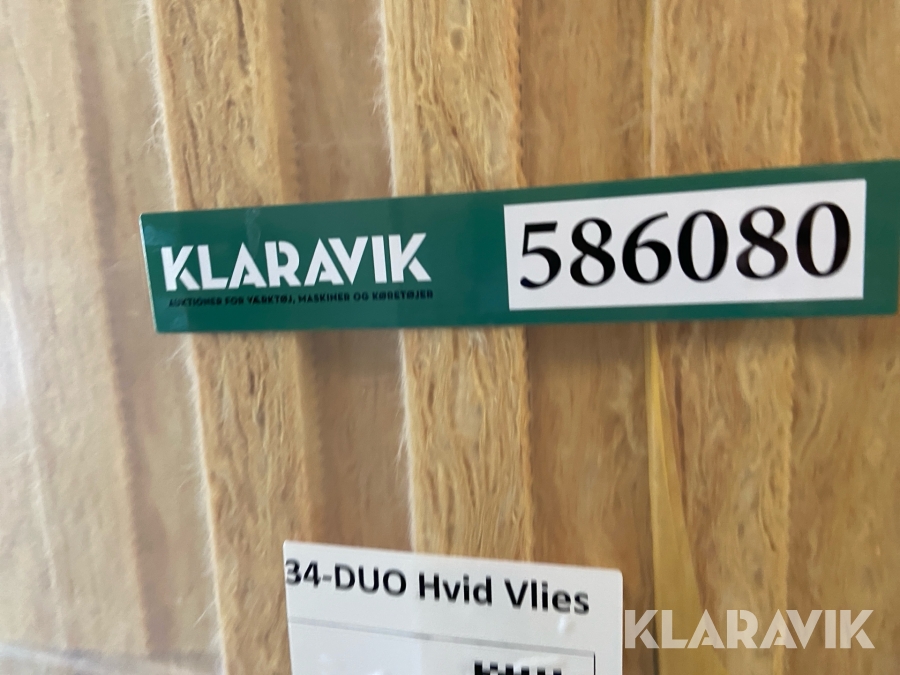 KLARAVIK
AUKTIONER FOR VÆRKTØJ, MASKINER OG KØRETØJER
586080
34-DUO Hvid Vlies
KLARAVIK